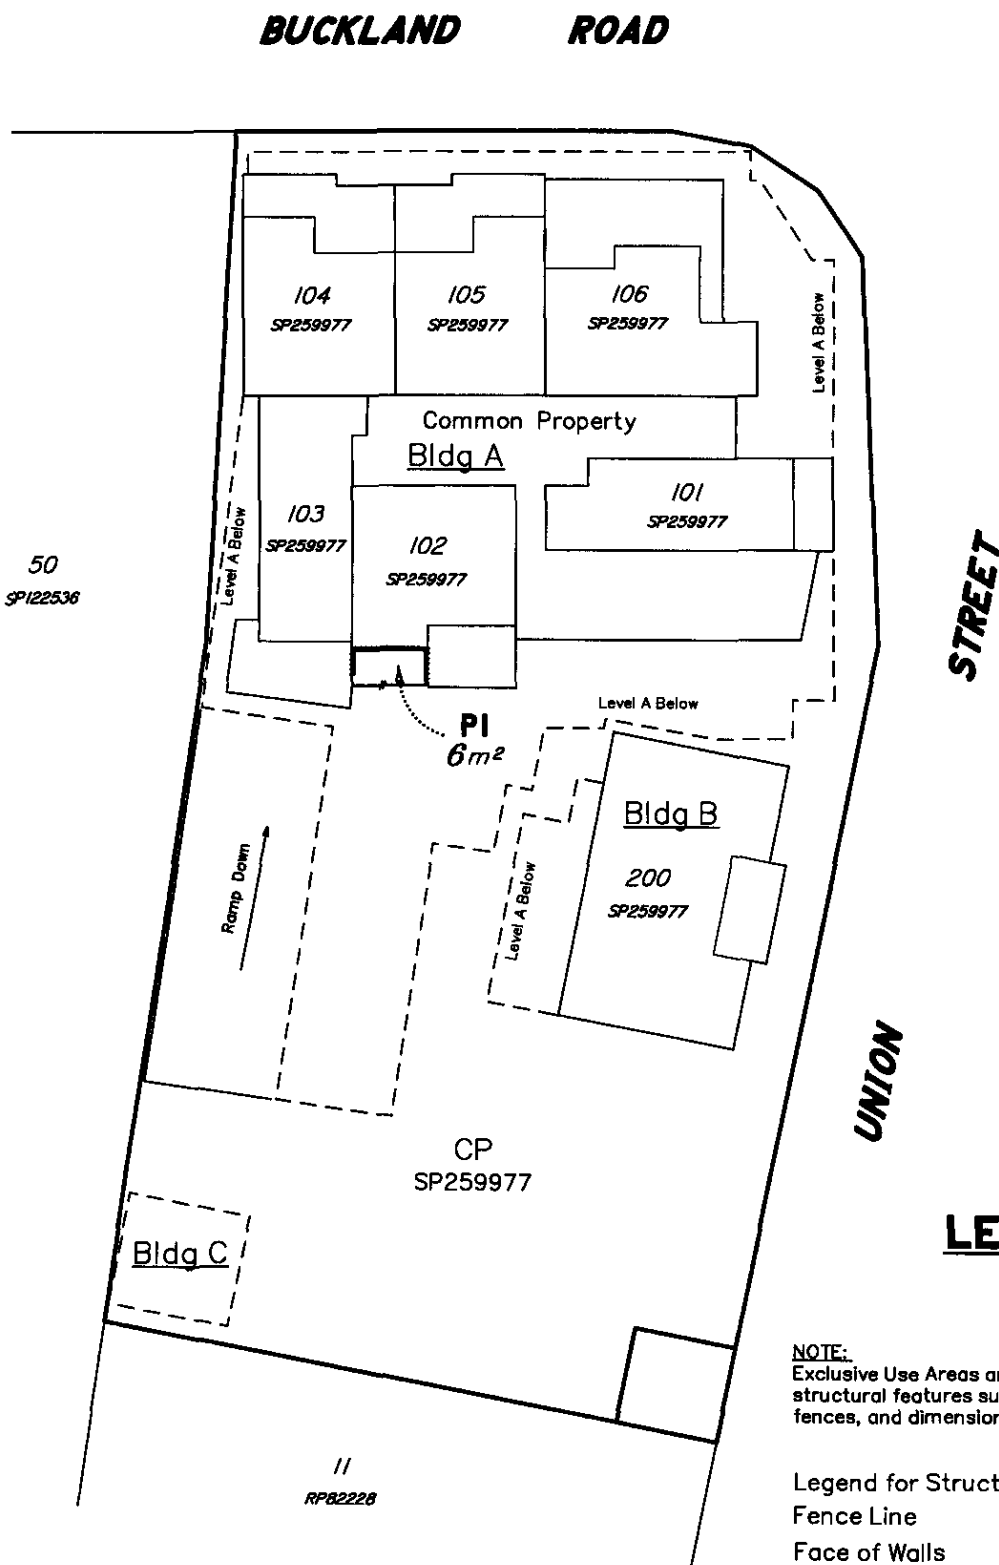 BUCKLAND ROAD
104
SP259977
105
SP259977
106
SP259977
Level A Below
Common Property
Bldg A
103
SP259977
102
SP259977
101
SP259977
Level A Below
50
SP122536
STREET
Level A Below
P1
6m²
Bldg B
200
SP259977
Level A Below
Ramp Down
UNION
CP
SP259977
Bldg C
LE
NOTE:
Exclusive Use Areas ar
structural features su
fences, and dimension
11
RP82228
Legend for Struct
Fence Line
Face of Walls